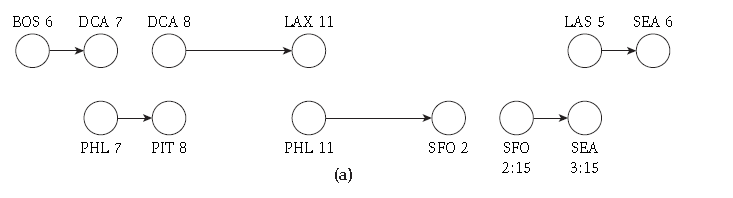 BOS 6 DCA 7 DCA 8 LAX 11 LAS 5 SEA 6
PHL 7 PIT 8 PHL 11 SFO 2 SFO SEA
2:15 3:15
(a)